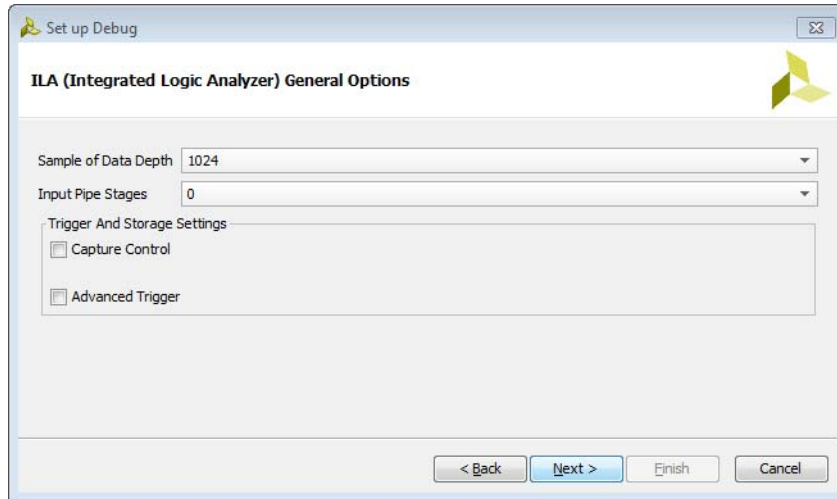 Set up Debug
ILA (Integrated Logic Analyzer) General Options
Sample of Data Depth 1024
Input Pipe Stages 0
Trigger And Storage Settings
Capture Control
Advanced Trigger
< Back Next > Finish Cancel